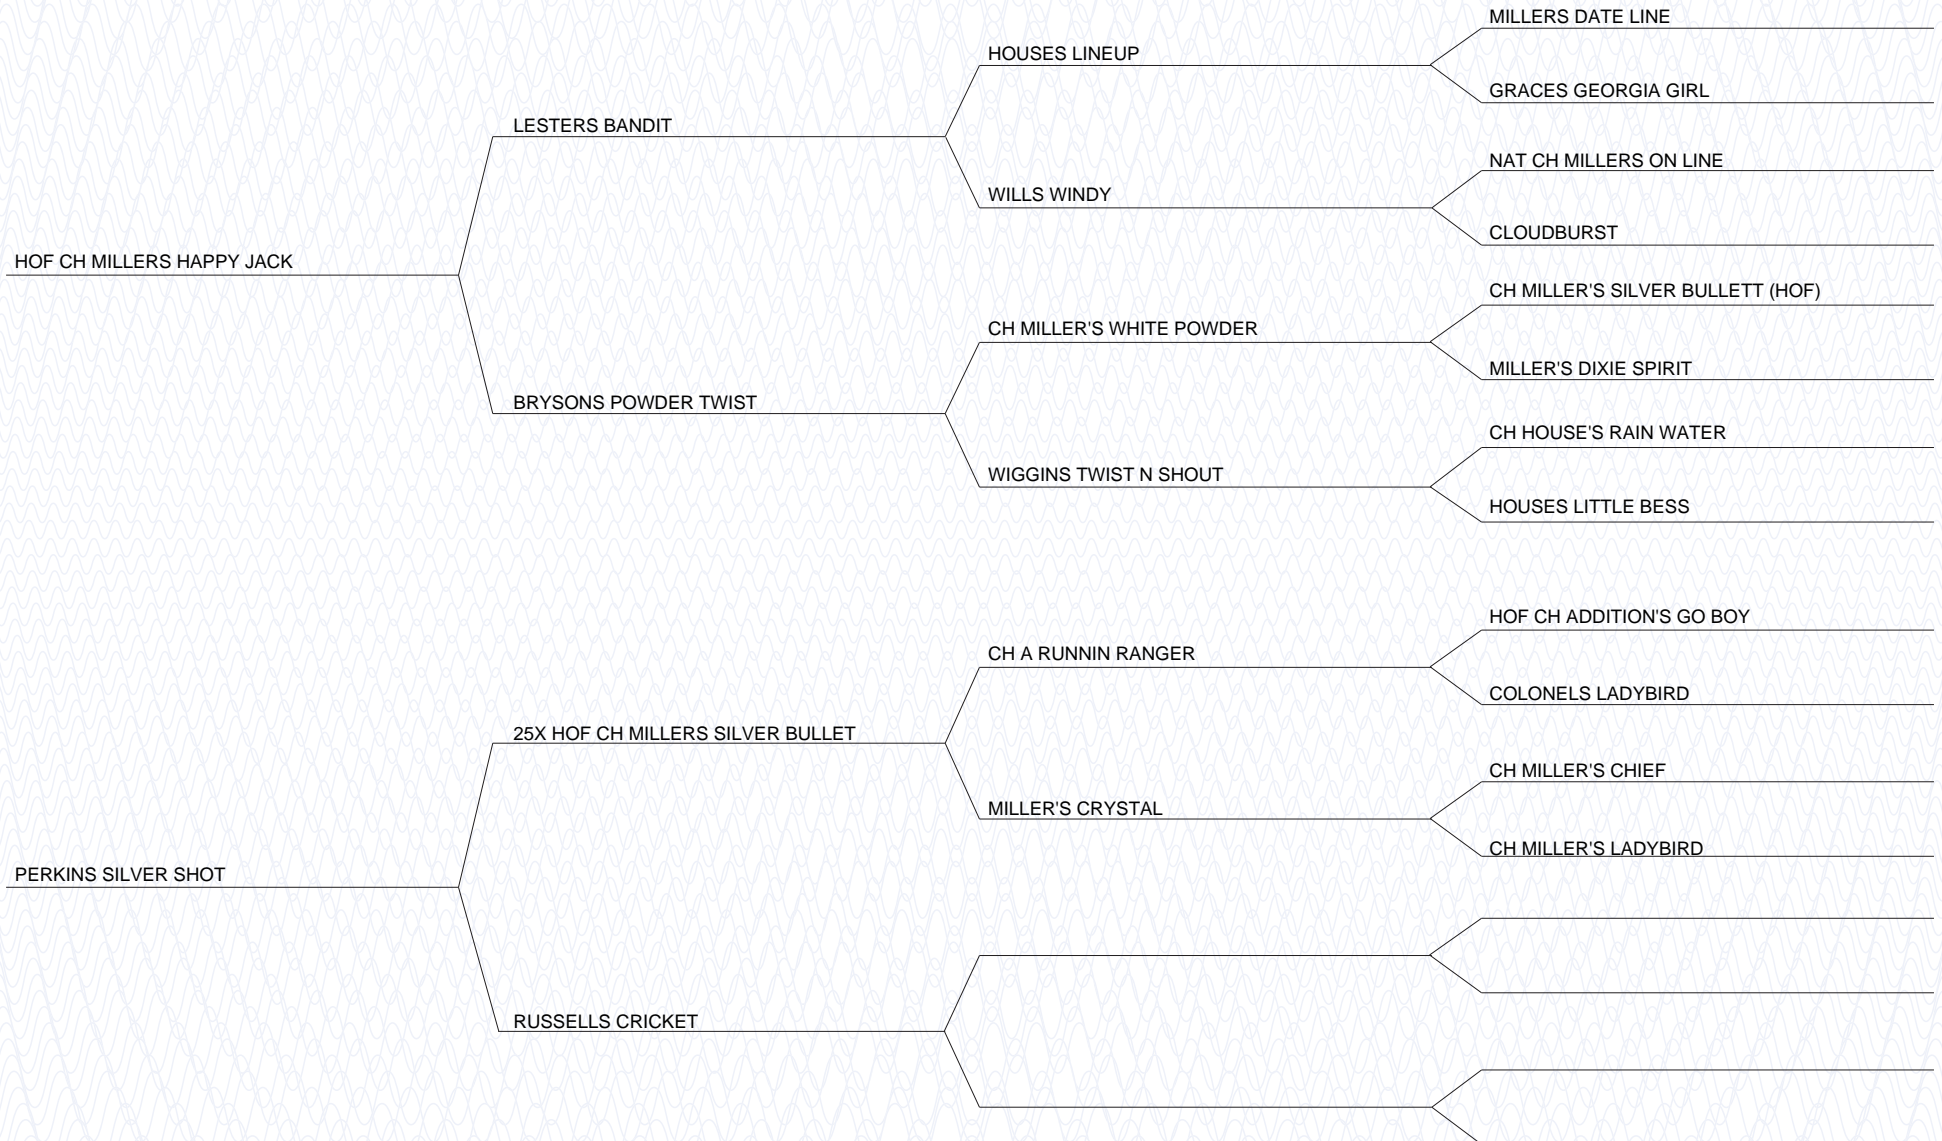 MILLERS DATE LINE
HOUSES LINEUP
GRACES GEORGIA GIRL
LESTERS BANDIT
NAT CH MILLERS ON LINE
WILLS WINDY
CLOUDBURST
HOF CH MILLERS HAPPY JACK
CH MILLER'S SILVER BULLETT (HOF)
CH MILLER'S WHITE POWDER
MILLER'S DIXIE SPIRIT
BRYSONS POWDER TWIST
CH HOUSE'S RAIN WATER
WIGGINS TWIST N SHOUT
HOUSES LITTLE BESS
HOF CH ADDITION'S GO BOY
CH A RUNNIN RANGER
COLONELS LADYBIRD
25X HOF CH MILLERS SILVER BULLET
CH MILLER'S CHIEF
MILLER'S CRYSTAL
CH MILLER'S LADYBIRD
PERKINS SILVER SHOT
RUSSELLS CRICKET